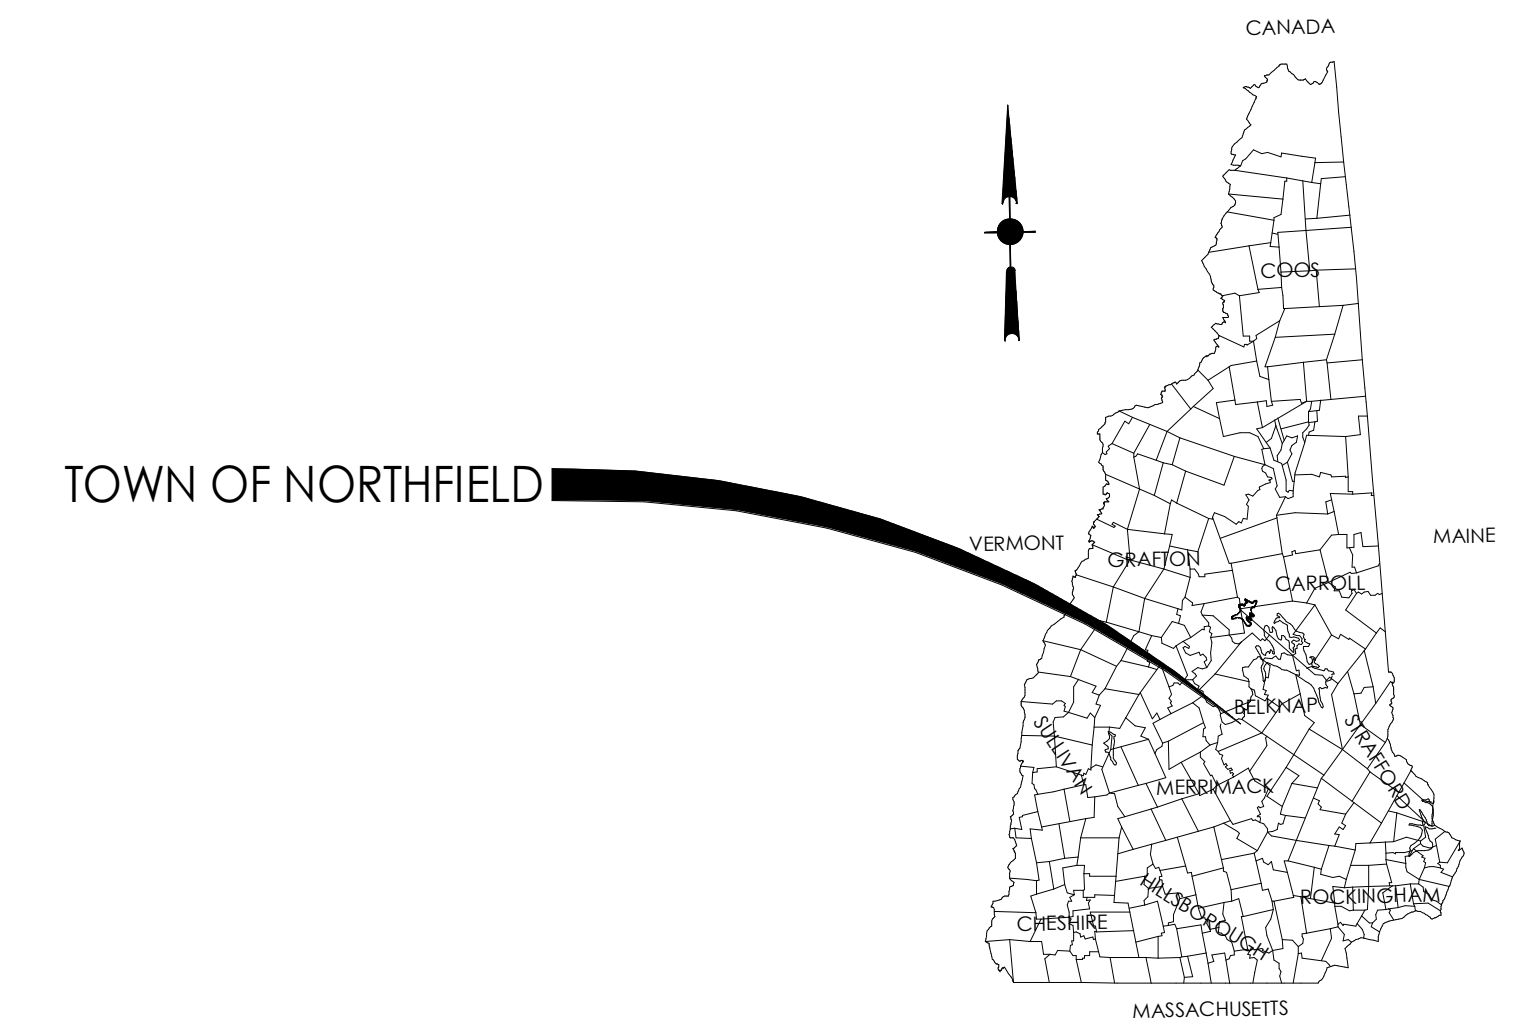 CANADA
COOS
TOWN OF NORTHFIELD
VERMONT
MAINE
GRAFTON
CARROLL
BELKNAP
SULLIVAN
STRAFFORD
MERRIMACK
HILLSBOROUGH
ROCKINGHAM
CHESHIRE
MASSACHUSETTS